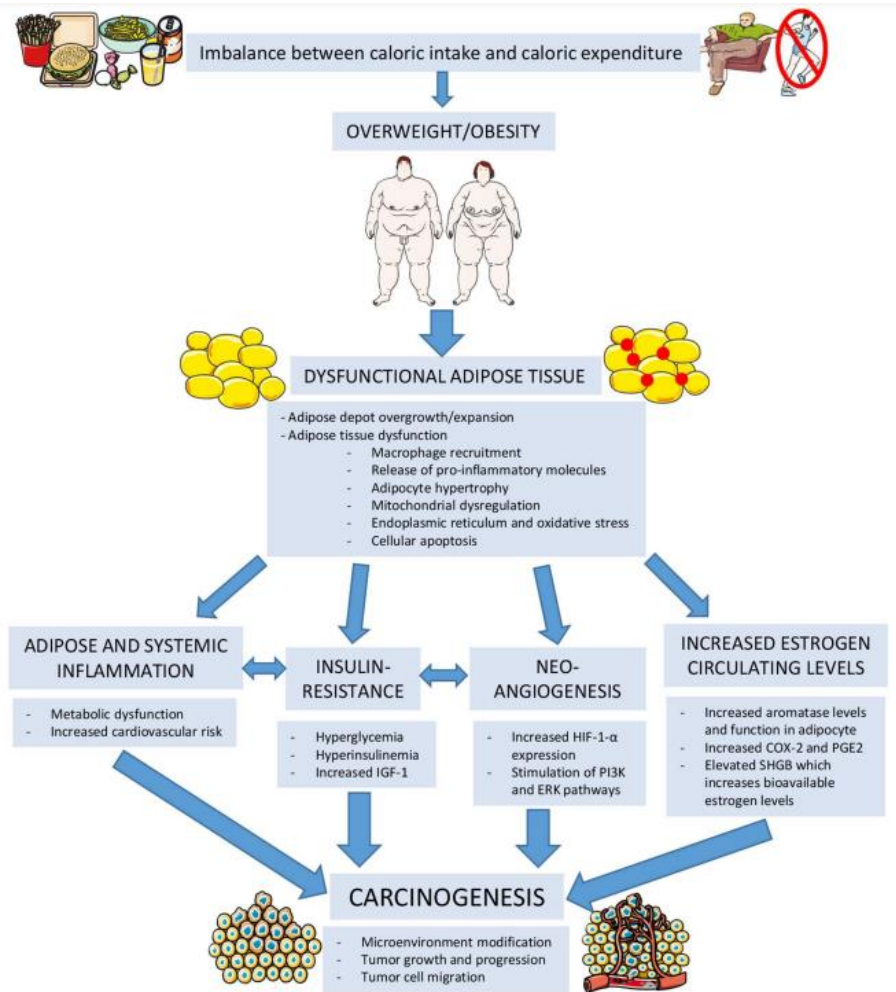 Imbalance between caloric intake and caloric expenditure
OVERWEIGHT/OBESITY
DYSFUNCTIONAL ADIPOSE TISSUE
- Adipose depot overgrowth/expansion
- Adipose tissue dysfunction
- Macrophage recruitment
- Release of pro-inflammatory molecules
- Adipocyte hypertrophy
- Mitochondrial dysregulation
- Endoplasmic reticulum and oxidative stress
- Cellular apoptosis
ADIPOSE AND SYSTEMIC
INFLAMMATION
- Metabolic dysfunction
- Increased cardiovascular risk
INSULIN-
RESISTANCE
- Hyperglycemia
- Hyperinsulinemia
- Increased IGF-1
NEO-
ANGIOGENESIS
- Increased HIF-1-α
expression
- Stimulation of PI3K
and ERK pathways
INCREASED ESTROGEN
CIRCULATING LEVELS
- Increased aromatase levels
and function in adipocyte
- Increased COX-2 and PGE2
- Elevated SHGB which
increases bioavailable
estrogen levels
CARCINOGENESIS
- Microenvironment modification
- Tumor growth and progression
- Tumor cell migration